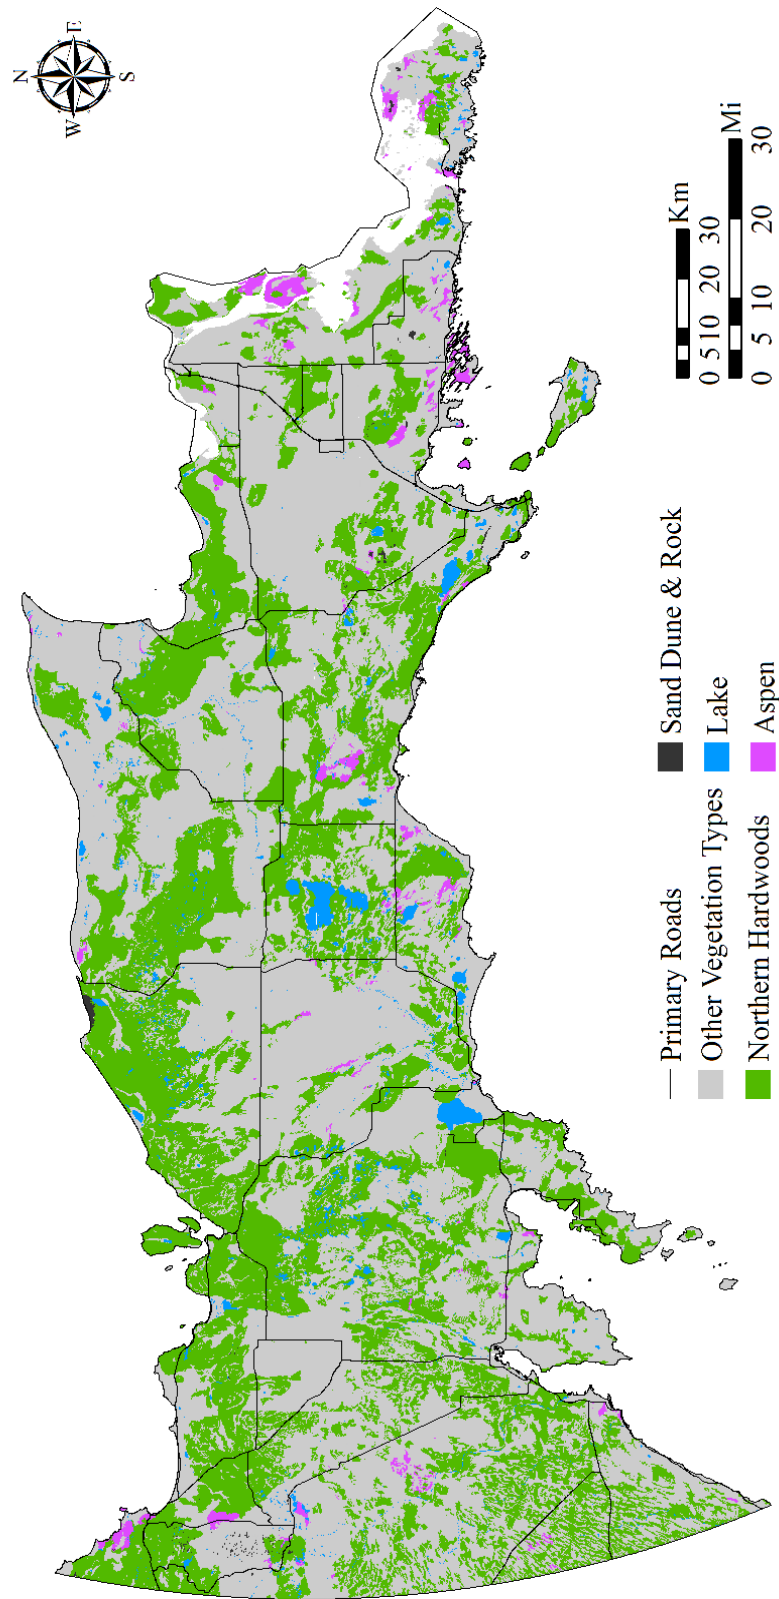 N
W E
S
— Primary Roads
Other Vegetation Types
Northern Hardwoods
Sand Dune & Rock
Lake
Aspen
Km
0 5 10 20 30
Mi
0 5 10 20 30